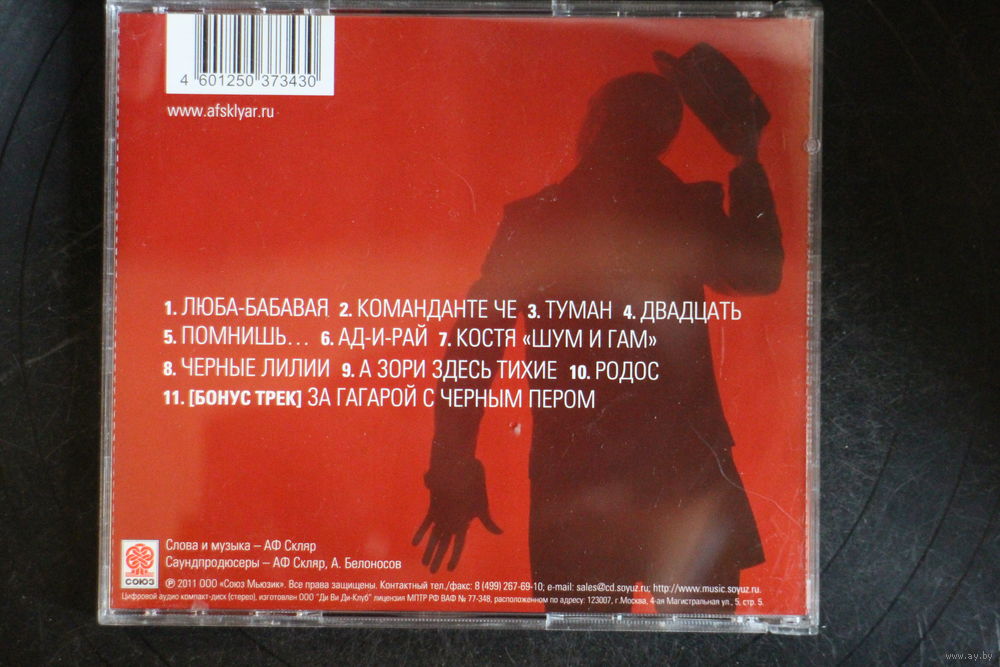 4 601250 373430
www.afsklyar.ru
1. ЛЮБА-БАБАВАЯ 2. КОМАНДАНТЕ ЧЕ 3. ТУМАН 4. ДВАДЦАТЬ
5. ПОМНИШЬ... 6. АД-И-РАЙ 7. КОСТЯ «ШУМ И ГАМ»
8. ЧЕРНЫЕ ЛИЛИИ 9. А ЗОРИ ЗДЕСЬ ТИХИЕ 10. РОДОС
11. [БОНУС ТРЕК] ЗА ГАГАРОЙ С ЧЕРНЫМ ПЕРОМ
Слова и музыка – АФ Скляр
Саундпродюсеры – АФ Скляр, А. Белоносов
СОЮЗ
℗ 2011 ООО «Союз Мьюзик». Все права защищены. Контактный тел./факс: 8 (499) 267-69-10; e-mail: sales@cd.soyuz.ru; http://www.music.soyuz.ru.
Цифровой аудио компакт-диск (стерео), изготовлен ООО "Ди Ви Ди-Клуб" лицензия МПТР РФ ВАФ № 77-348, расположенном по адресу: 123007, г.Москва, 4-ая Магистральная ул., 5, стр. 5.
www.ay.by